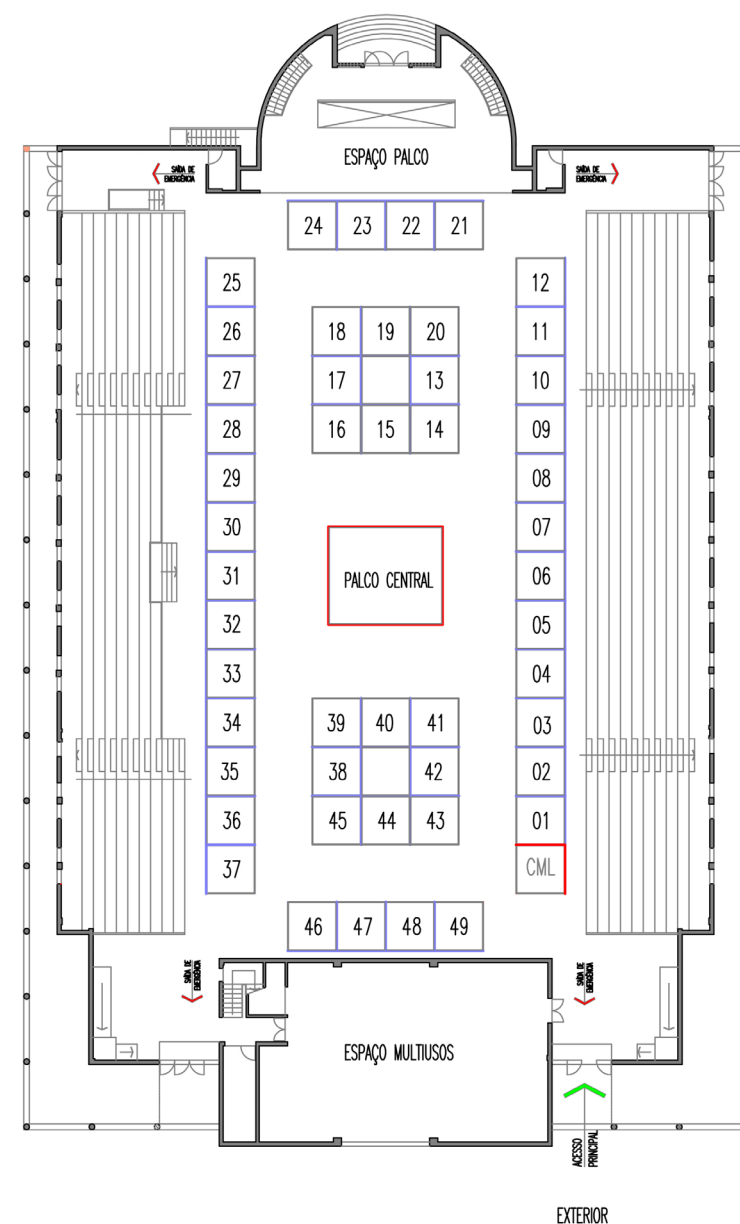 ESPAÇO PALCO
SAÍDA DE
EMERGÊNCIA
SAÍDA DE
EMERGÊNCIA
24 23 22 21
25 12
26 18 19 20 11
27 17 13 10
28 16 15 14 09
29 08
30 07
31 PALCO CENTRAL 06
32 05
33 04
34 39 40 41 03
35 38 42 02
36 45 44 43 01
37 CML
46 47 48 49
SAÍDA DE
EMERGÊNCIA
SAÍDA DE
EMERGÊNCIA
ESPAÇO MULTIUSOS
ACESSO
PRINCIPAL
EXTERIOR